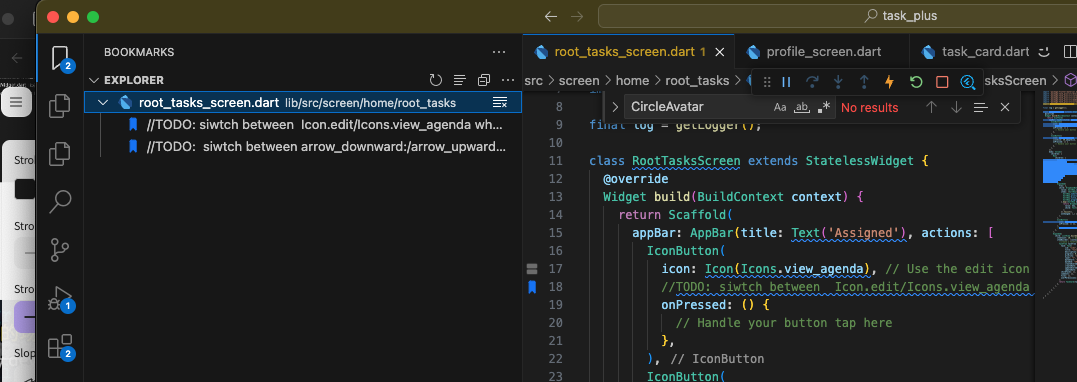 task_plus
BOOKMARKS
EXPLORER
root_tasks_screen.dart lib/src/screen/home/root_tasks
//TODO: siwtch between Icon.edit/Icons.view_agenda wh...
//TODO: siwtch between arrow_downward:/arrow_upward...
2
1
2
Strol
Stro
Stro
Slop
root_tasks_screen.dart 1
profile_screen.dart
task_card.dart
src > screen > home > root_tasks >
sksScreen >
CircleAvatar
Aa ab .*
No results
8
9 final log = getLogger();
10
11 class RootTasksScreen extends StatelessWidget {
12 @override
13 Widget build(BuildContext context) {
14 return Scaffold(
15 appBar: AppBar(title: Text('Assigned'), actions: [
16 IconButton(
17 icon: Icon(Icons.view_agenda), // Use the edit icon
18 //TODO: siwtch between Icon.edit/Icons.view_agenda
19 onPressed: () {
20 // Handle your button tap here
21 },
22 ), // IconButton
23 IconButton(